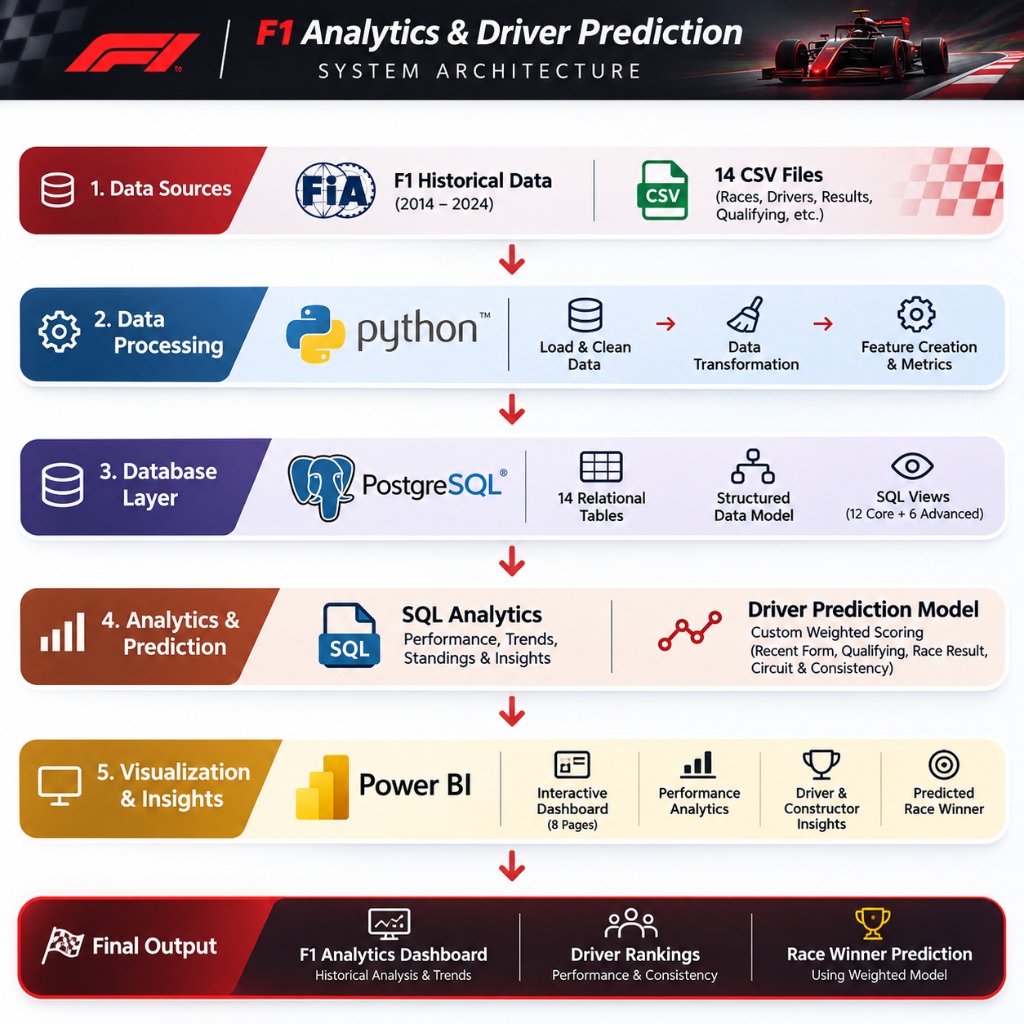 F1 Analytics & Driver Prediction
SYSTEM ARCHITECTURE
1. Data Sources
FiA
F1 Historical Data
(2014 – 2024)
CSV
14 CSV Files
(Races, Drivers, Results,
Qualifying, etc.)
2. Data
Processing
python™
Load & Clean
Data
Data
Transformation
Feature Creation
& Metrics
3. Database
Layer
PostgreSQL®
14 Relational
Tables
Structured
Data Model
SQL Views
(12 Core + 6 Advanced)
4. Analytics &
Prediction
SQL
SQL Analytics
Performance, Trends,
Standings & Insights
Driver Prediction Model
Custom Weighted Scoring
(Recent Form, Qualifying, Race Result,
Circuit & Consistency)
5. Visualization
& Insights
Power BI
Interactive
Dashboard
(8 Pages)
Performance
Analytics
Driver &
Constructor
Insights
Predicted
Race Winner
Final Output
F1 Analytics Dashboard
Historical Analysis & Trends
Driver Rankings
Performance & Consistency
Race Winner Prediction
Using Weighted Model